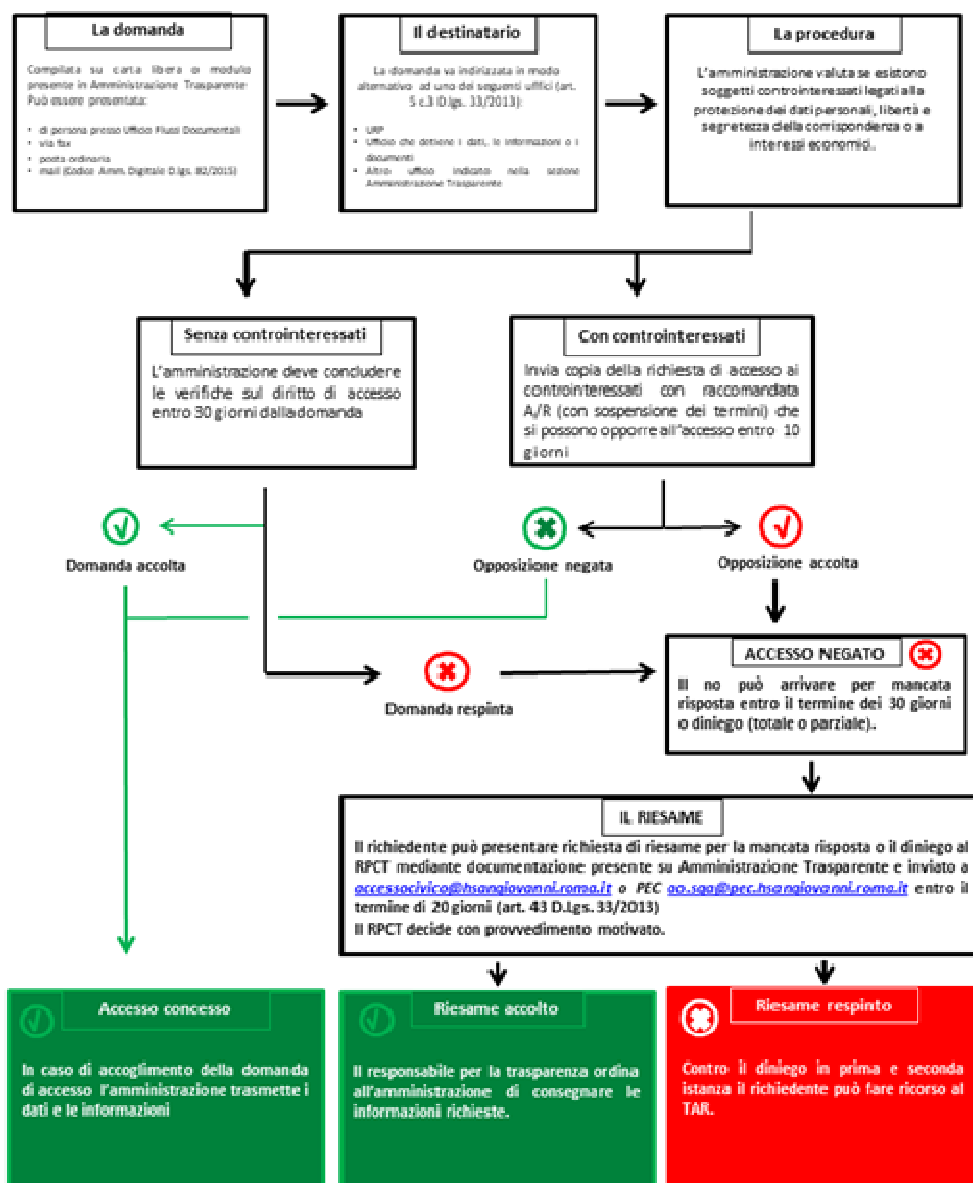 La domanda
Compilata su carta libera o modulo
presente in Amministrazione Trasparente.
Può essere presentata:
• di persona presso Ufficio Flussi Documentali
• via fax
• posta ordinaria
• mail (Codice Amm. Digitale D.lgs. 82/2015)
Il destinatario
La domanda va indirizzata in modo
alternativo ad uno dei seguenti uffici (art.
5 c.3 D.lgs. 33/2013):
• URP
• Ufficio che detiene i dati, le informazioni o i
documenti
• Altro ufficio indicato nella sezione
Amministrazione Trasparente
La procedura
L'amministrazione valuta se esistono
soggetti controinteressati legati alla
protezione dei dati personali, libertà e
segretezza della corrispondenza o a
interessi economici.
Senza controinteressati
L'amministrazione deve concludere
le verifiche sul diritto di accesso
entro 30 giorni dalla domanda
Con controinteressati
Invia copia della richiesta di accesso ai
controinteressati con raccomandata
A/R (con sospensione dei termini) che
si possono opporre all'accesso entro 10
giorni
Domanda accolta
Opposizione negata
Opposizione accolta
Domanda respinta
ACCESSO NEGATO
Il no può arrivare per mancata
risposta entro il termine dei 30 giorni
o diniego (totale o parziale).
IL RIESAME
Il richiedente può presentare richiesta di riesame per la mancata risposta o il diniego al
RPCT mediante documentazione presente su Amministrazione Trasparente e inviato a
accessocivico@hsangiovanni.roma.it o PEC ao.sga@pec.hsangiovanni.roma.it entro il
termine di 20 giorni (art. 43 D.Lgs. 33/2013)
Il RPCT decide con provvedimento motivato.
Accesso concesso
In caso di accoglimento della domanda
di accesso l'amministrazione trasmette i
dati e le informazioni
Riesame accolto
Il responsabile per la trasparenza ordina
all'amministrazione di consegnare le
informazioni richieste.
Riesame respinto
Contro il diniego in prima e seconda
istanza il richiedente può fare ricorso al
TAR.